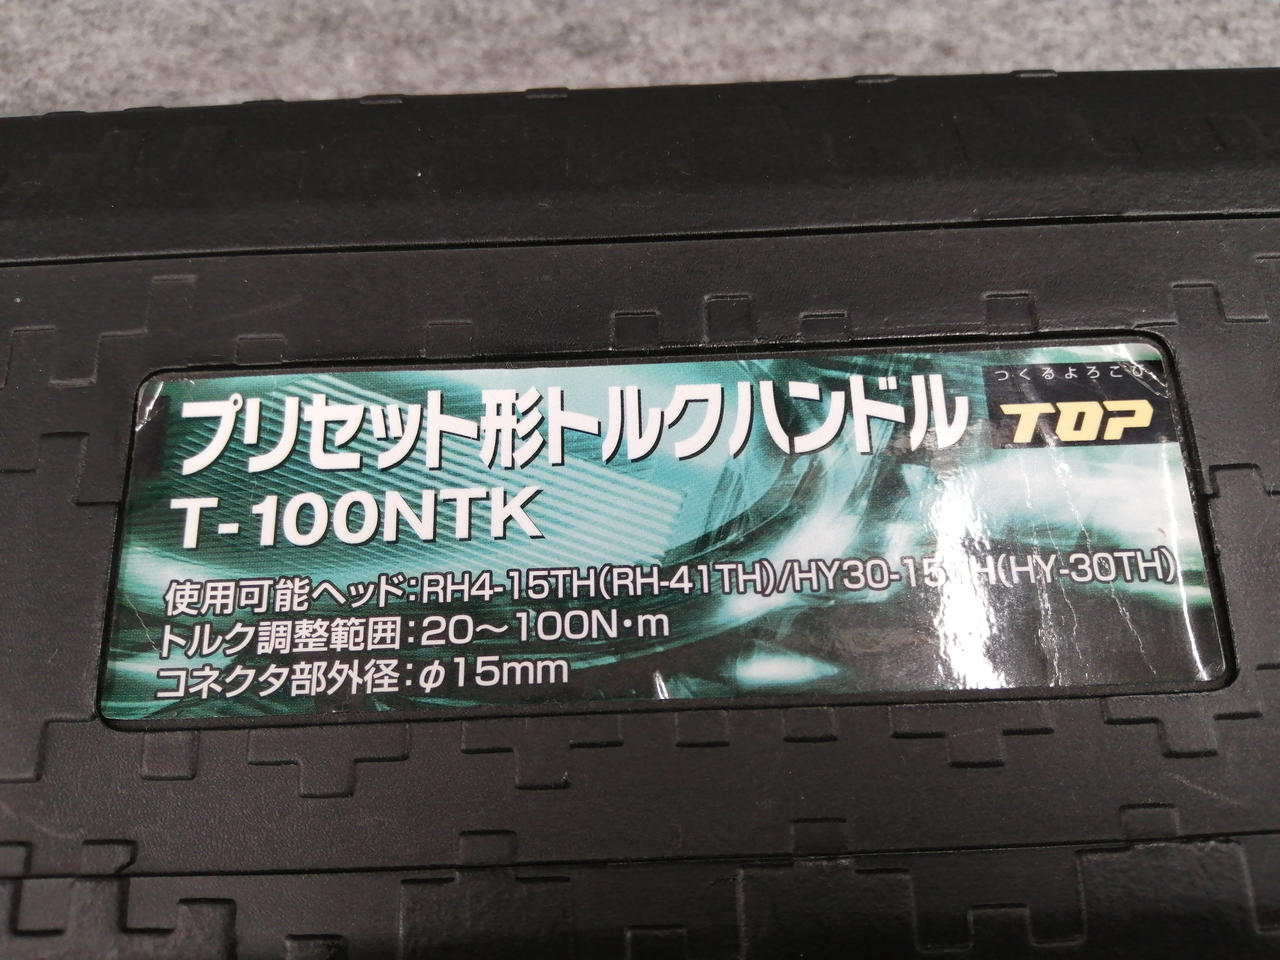 つくるよろこび
プリセット形トルクハンドル TOP
T-100NTK
使用可能ヘッド:RH4-15TH(RH-41TH)/HY30-15TH(HY-30TH)
トルク調整範囲:20～100N・m
コネクタ部外径:φ15mm